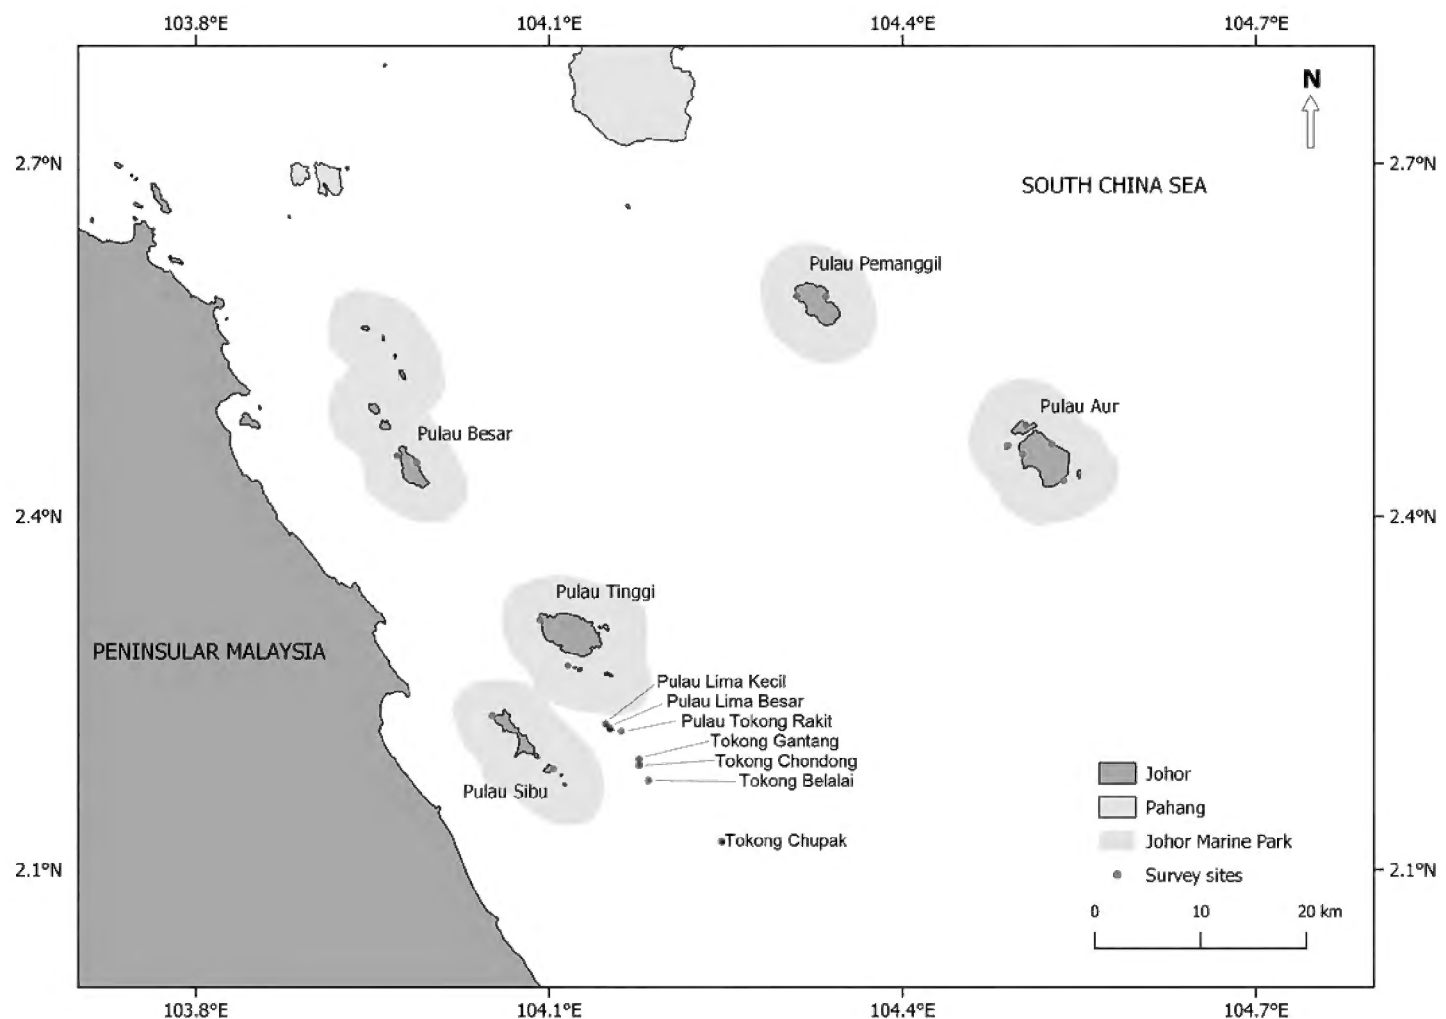 103.8°E 104.1°E 104.4°E 104.7°E
N
2.7°N 2.7°N
SOUTH CHINA SEA
Pulau Pemanggil
Pulau Aur
Pulau Besar
2.4°N 2.4°N
Pulau Tinggi
PENINSULAR MALAYSIA
Pulau Lima Kecil
Pulau Lima Besar
Pulau Tokong Rakit
Tokong Gantang
Tokong Chondong
Tokong Belalai
Pulau Sibu
Tokong Chupak
Johor
Pahang
Johor Marine Park
Survey sites
2.1°N 2.1°N
0 10 20 km
103.8°E 104.1°E 104.4°E 104.7°E